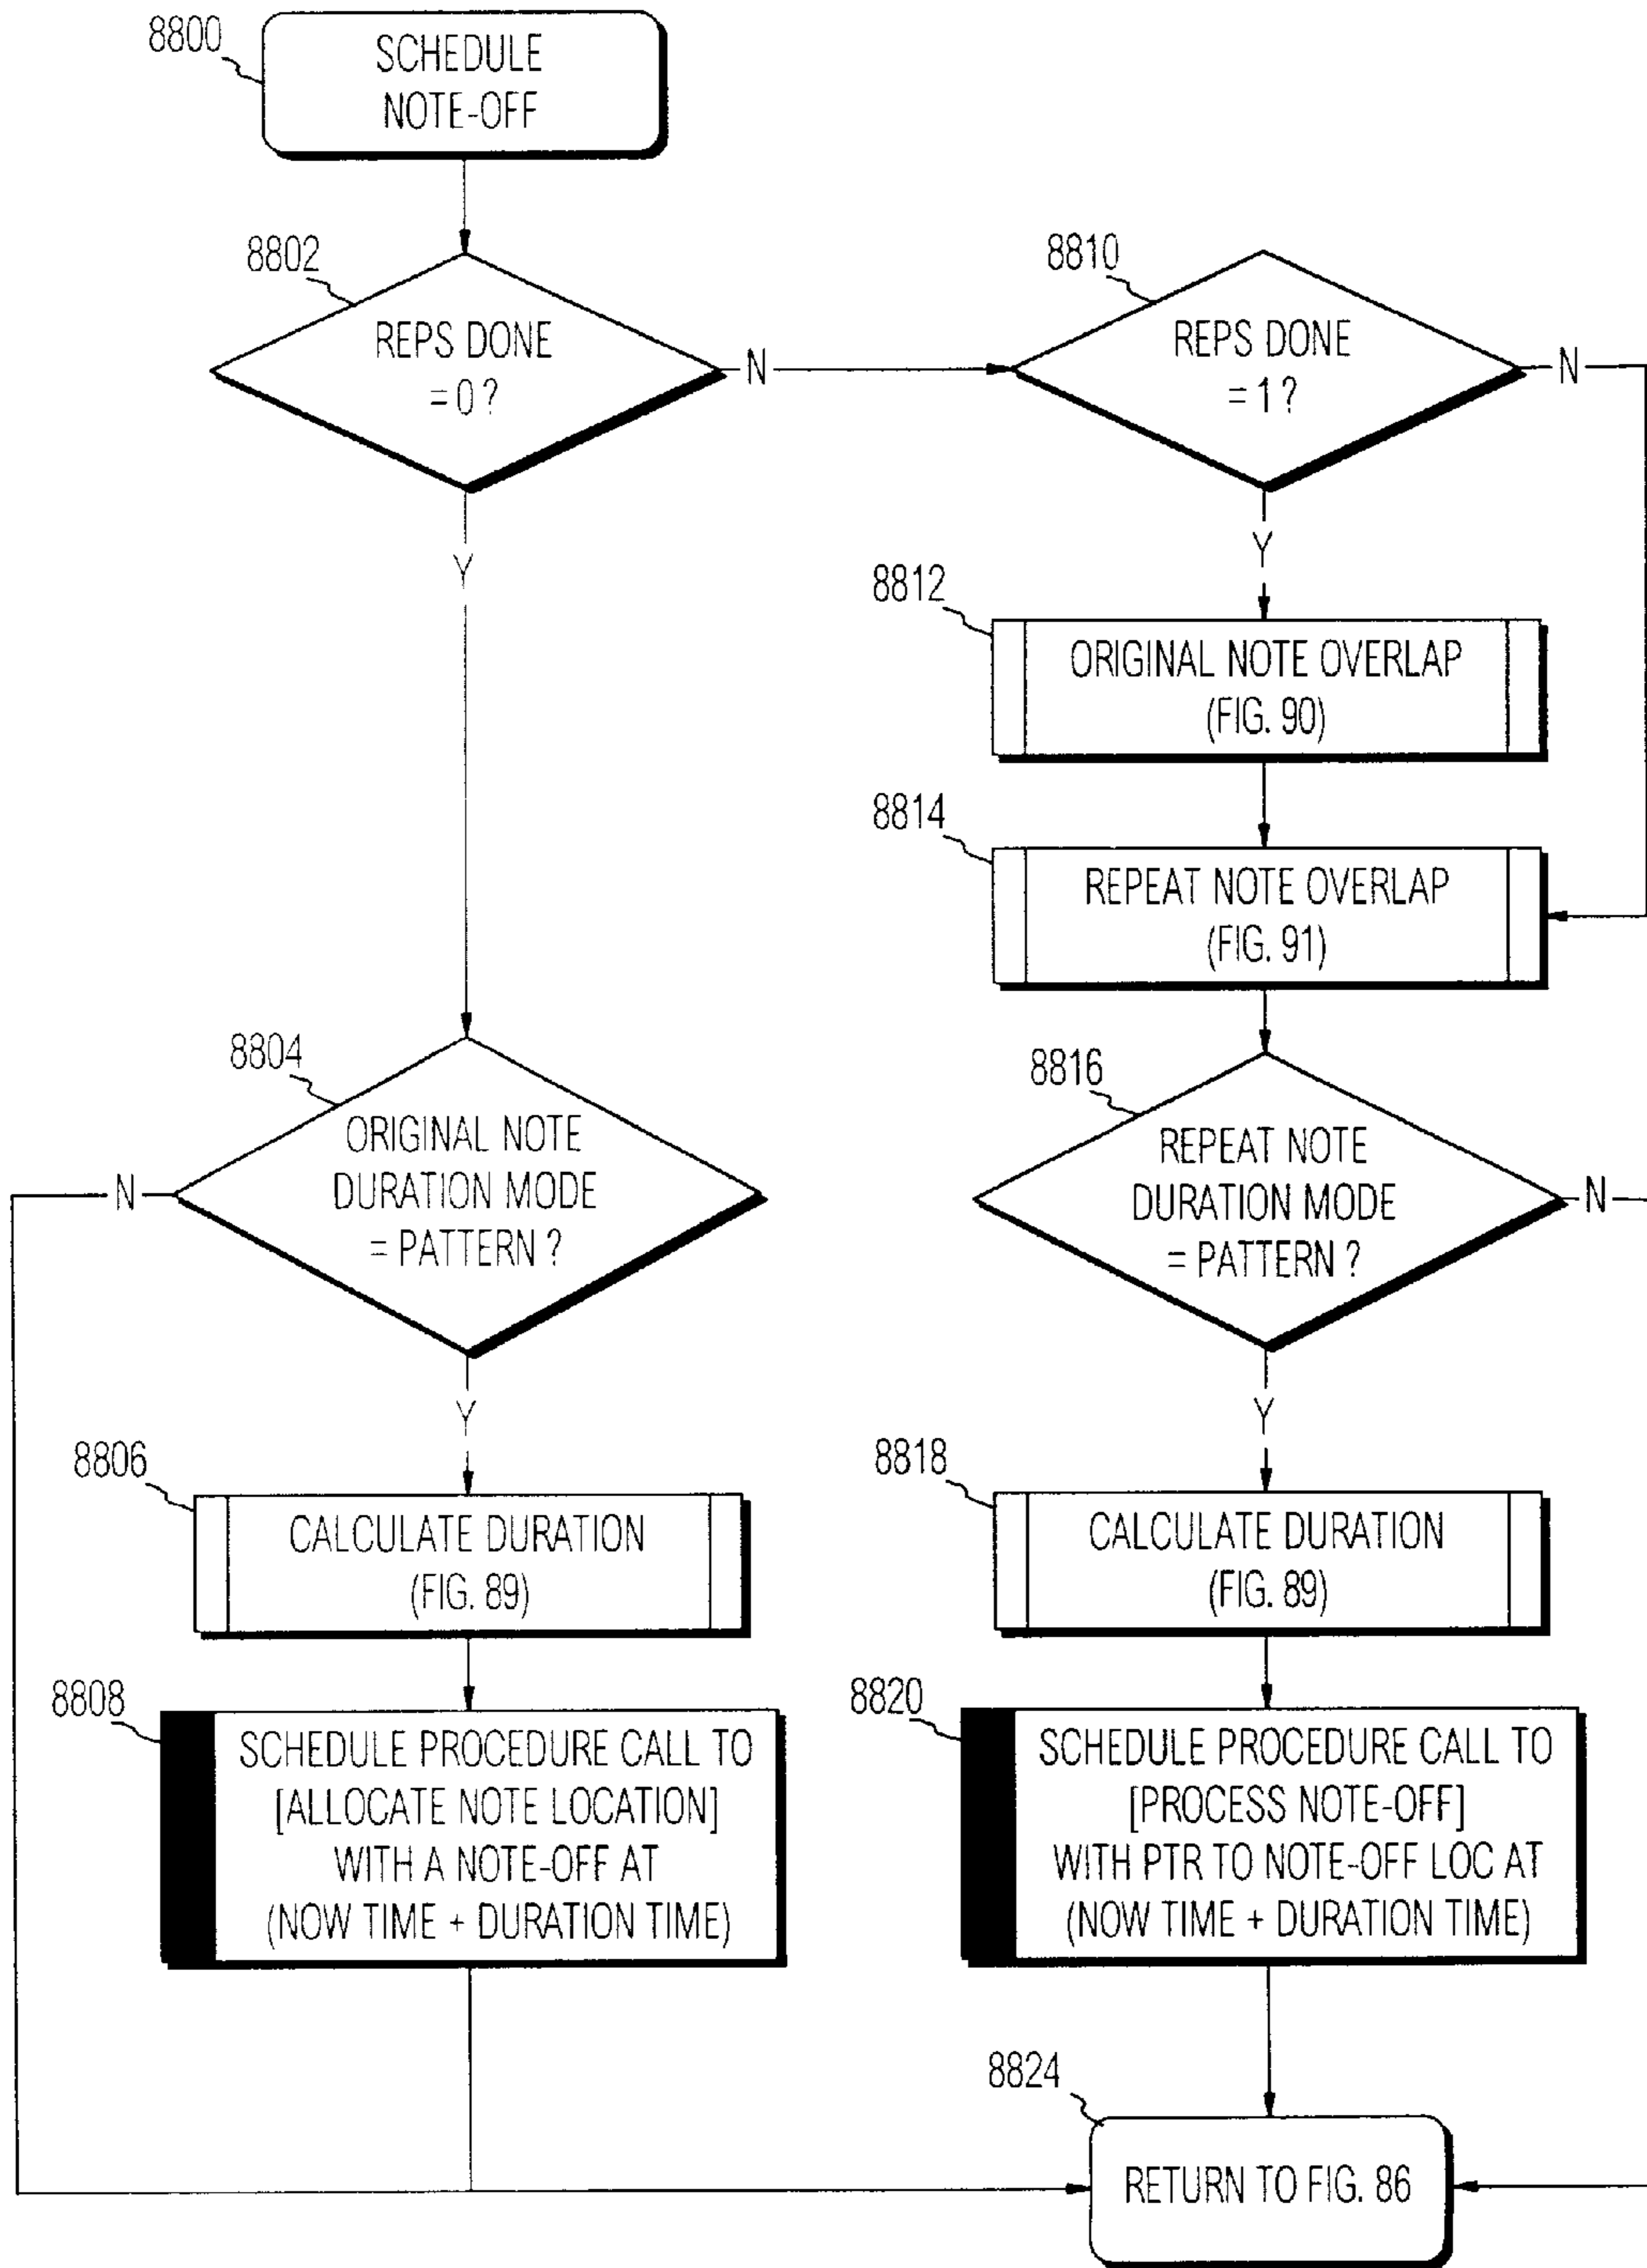 8800
SCHEDULE
NOTE-OFF
8802
REPS DONE
=0?
N
Y
8810
REPS DONE
=1?
N
Y
8812
ORIGINAL NOTE OVERLAP
(FIG. 90)
8814
REPEAT NOTE OVERLAP
(FIG. 91)
8804
ORIGINAL NOTE
DURATION MODE
= PATTERN ?
N
Y
8816
REPEAT NOTE
DURATION MODE
= PATTERN ?
N
Y
8806
CALCULATE DURATION
(FIG. 89)
8818
CALCULATE DURATION
(FIG. 89)
8808
SCHEDULE PROCEDURE CALL TO
[ALLOCATE NOTE LOCATION]
WITH A NOTE-OFF AT
(NOW TIME + DURATION TIME)
8820
SCHEDULE PROCEDURE CALL TO
[PROCESS NOTE-OFF]
WITH PTR TO NOTE-OFF LOC AT
(NOW TIME + DURATION TIME)
8824
RETURN TO FIG. 86